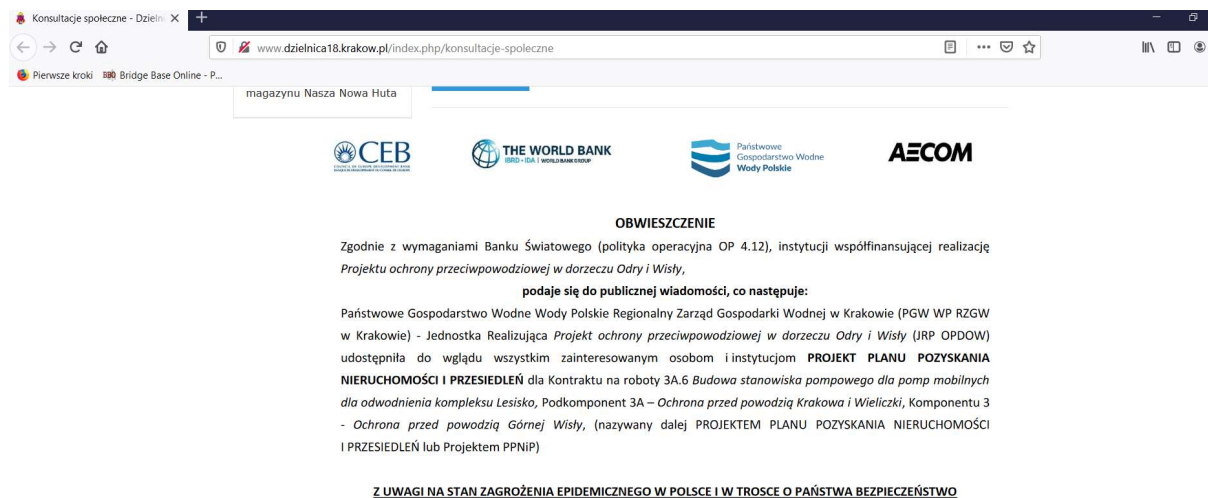 Konsultacje społeczne - Dzielni
www.dzielnica18.krakow.pl/index.php/konsultacje-spoleczne
Pierwsze kroki BBO Bridge Base Online - P...
magazynu Nasza Nowa Huta
CEB
THE WORLD BANK
IBRD • IDA | WORLD BANK GROUP
Państwowe
Gospodarstwo Wodne
Wody Polskie
AECOM
OBWIESZCZENIE
Zgodnie z wymaganiami Banku Światowego (polityka operacyjna OP 4.12), instytucji współfinansującej realizację
Projektu ochrony przeciwpowodziowej w dorzeczu Odry i Wisły,
podaje się do publicznej wiadomości, co następuje:
Państwowe Gospodarstwo Wodne Wody Polskie Regionalny Zarząd Gospodarki Wodnej w Krakowie (PGW WP RZGW
w Krakowie) - Jednostka Realizująca Projekt ochrony przeciwpowodziowej w dorzeczu Odry i Wisły (JRP OPDOW)
udostępniła do wglądu wszystkim zainteresowanym osobom i instytucjom PROJEKT PLANU POZYSKANIA
NIERUCHOMOŚCI I PRZESIEDLEŃ dla Kontraktu na roboty 3A.6 Budowa stanowiska pompowego dla pomp mobilnych
dla odwodnienia kompleksu Lesisko, Podkomponent 3A – Ochrona przed powodzią Krakowa i Wieliczki, Komponentu 3
- Ochrona przed powodzią Górnej Wisły, (nazywany dalej PROJEKTEM PLANU POZYSKANIA NIERUCHOMOŚCI
I PRZESIEDLEŃ lub Projektem PPNiP)
Z UWAGI NA STAN ZAGROŻENIA EPIDEMICZNEGO W POLSCE I W TROSCE O PAŃSTWA BEZPIECZEŃSTWO